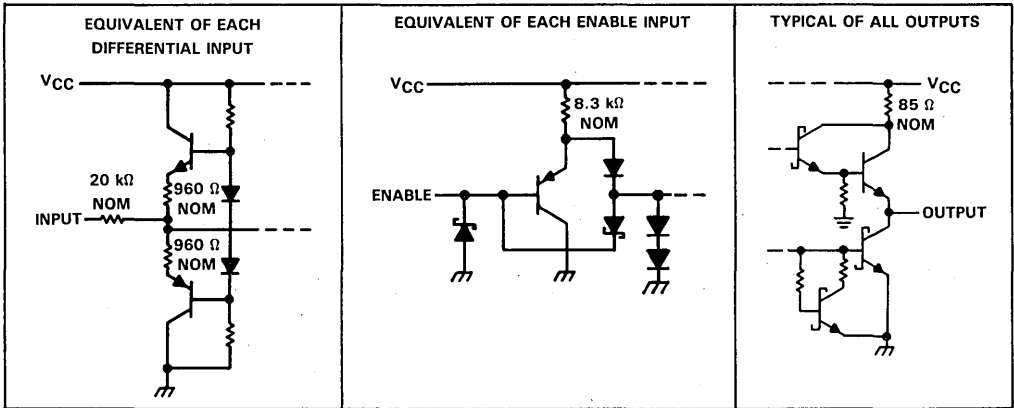 EQUIVALENT OF EACH
DIFFERENTIAL INPUT
VCC
20 kΩ
NOM
960 Ω
NOM
INPUT
960 Ω
NOM
EQUIVALENT OF EACH ENABLE INPUT
VCC
8.3 kΩ
NOM
ENABLE
TYPICAL OF ALL OUTPUTS
VCC
85 Ω
NOM
OUTPUT